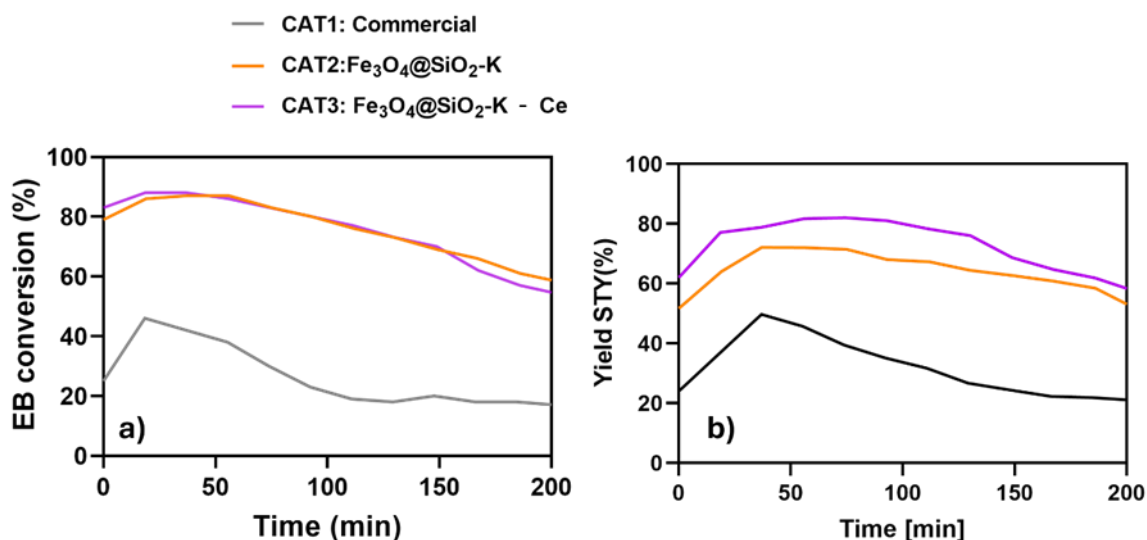 CAT1: Commercial
CAT2:Fe₃O₄@SiO₂-K
CAT3: Fe₃O₄@SiO₂-K - Ce
EB conversion (%)
100
80
60
40
20
0
a)
0 50 100 150 200
Time (min)
Yield STY(%)
100
80
60
40
20
0
b)
0 50 100 150 200
Time [min]